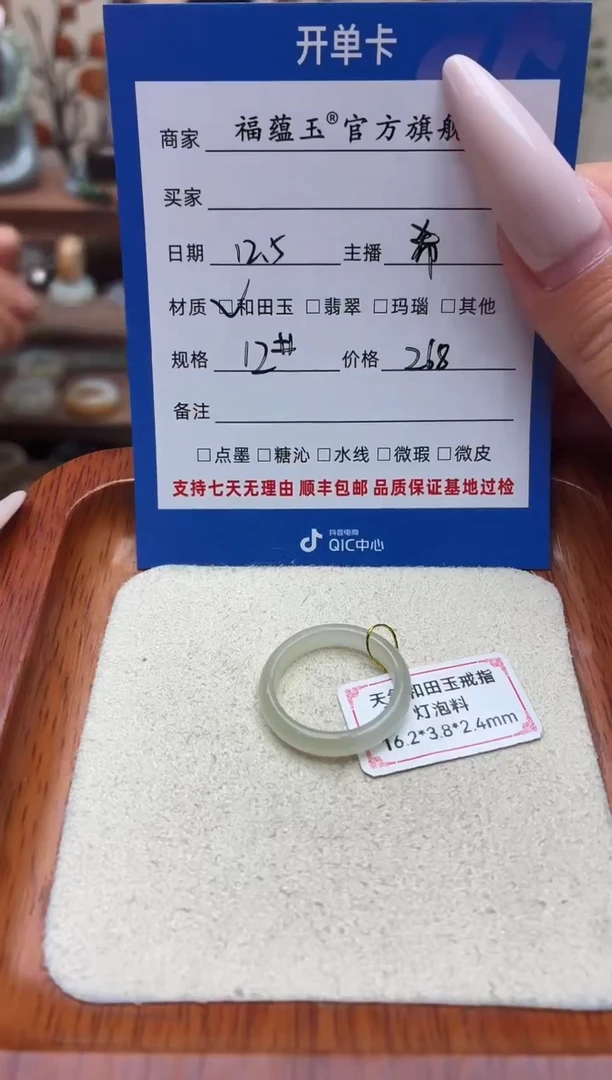 开单卡
商家 福蕴玉®官方旗舰
买家
日期 12.5 主播 希
材质 ☑和田玉 □翡翠 □玛瑙 □其他
规格 12# 价格 268
备注
□点墨 □糖沁 □水线 □微瑕 □微皮
支持七天无理由 顺丰包邮 品质保证基地过检
抖音电商
QIC中心
天然和田玉戒指
灯泡料
16.2*3.8*2.4mm